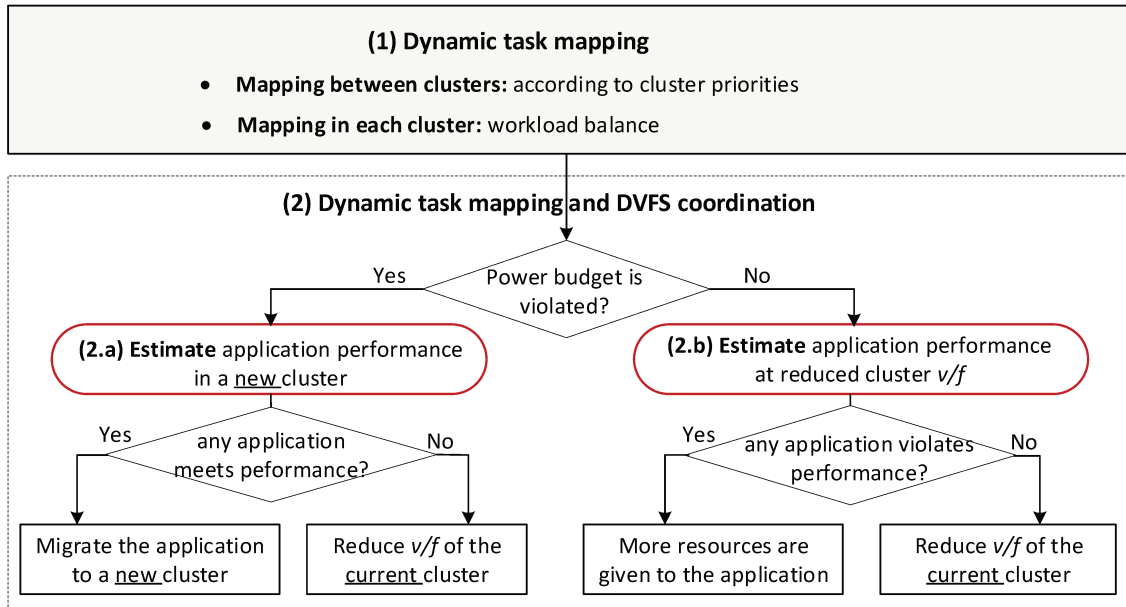 (1) Dynamic task mapping
• Mapping between clusters: according to cluster priorities
• Mapping in each cluster: workload balance
(2) Dynamic task mapping and DVFS coordination
Power budget is
violated?
Yes
No
(2.a) Estimate application performance
in a new cluster
(2.b) Estimate application performance
at reduced cluster v/f
any application
meets peformance?
Yes
No
any application violates
performance?
Yes
No
Migrate the application
to a new cluster
Reduce v/f of the
current cluster
More resources are
given to the application
Reduce v/f of the
current cluster